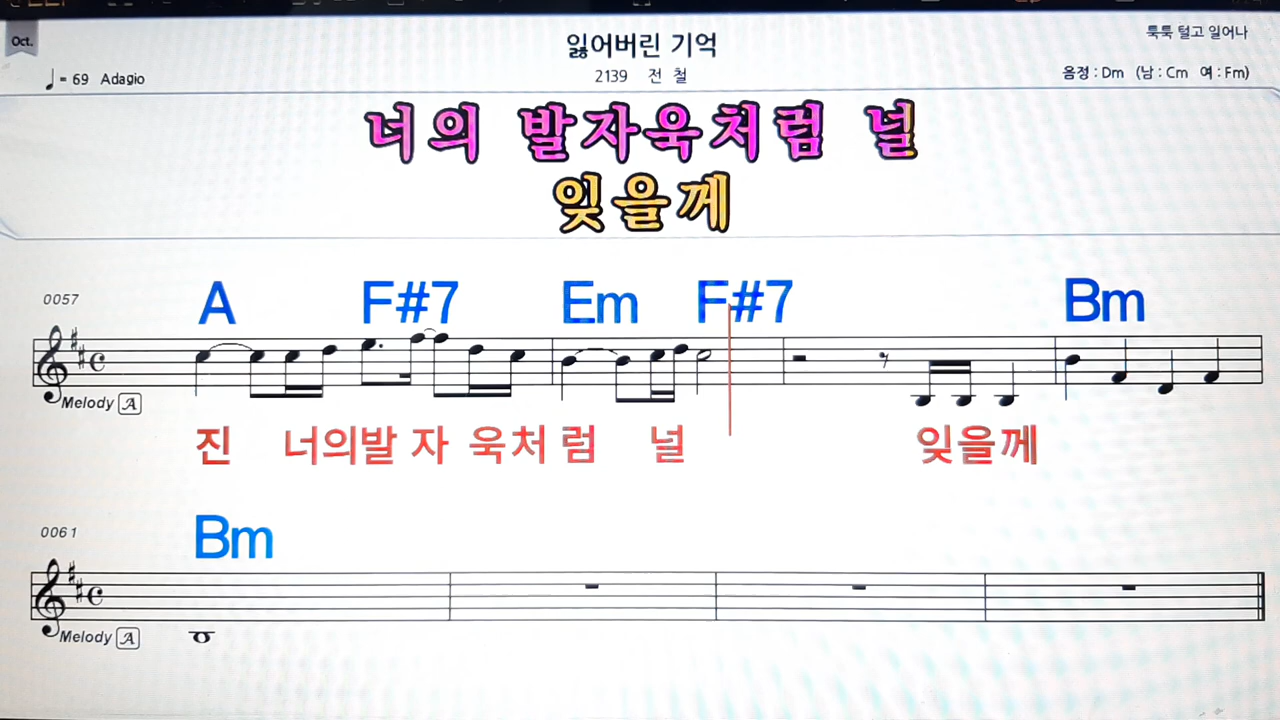 Oct.
잃어버린 기억
툭툭 털고 일어나
♩ = 69 Adagio
2139 전 철
음정 : Dm (남 : Cm 여 : Fm)
너의 발자욱처럼 널
잊을께
0057
A F#7 Em F#7 Bm
Melody A
진 너의발 자 욱처 럼 널 잊을께
0061
Bm
Melody A